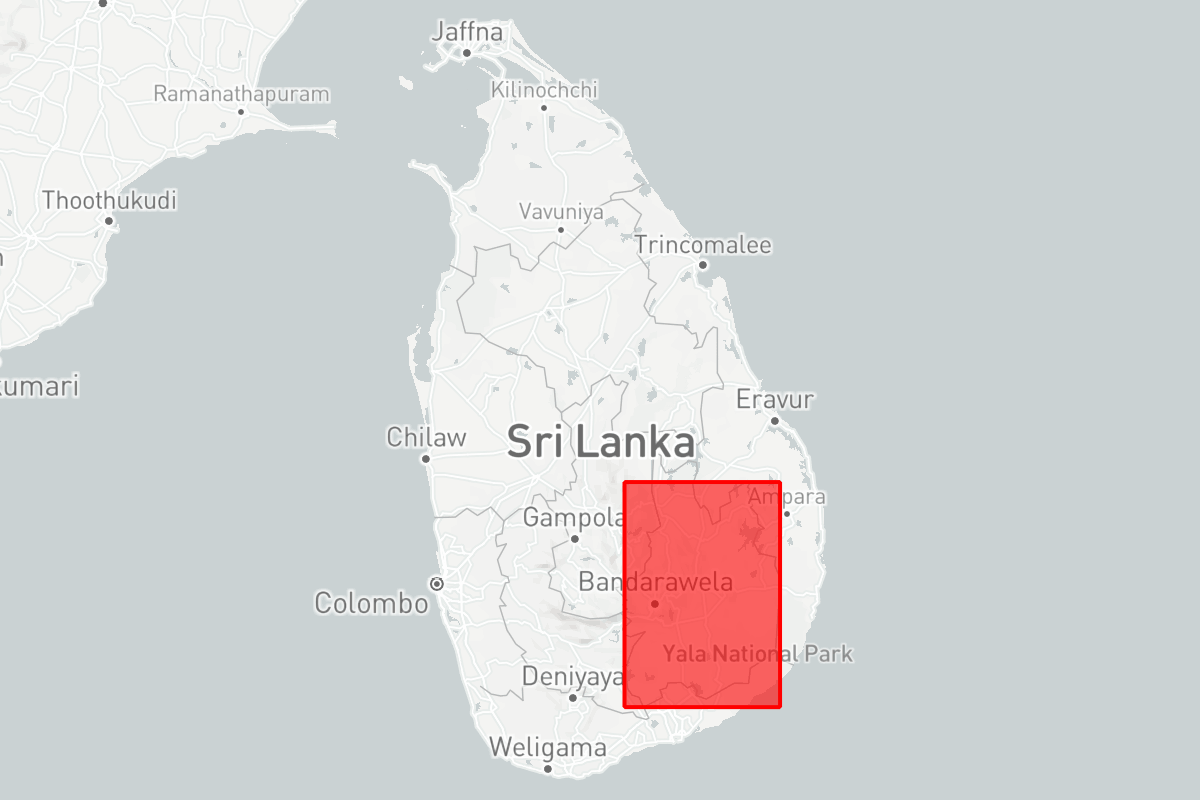 Jaffna
Kilinochchi
Ramanathapuram
Thoothukudi
Vavuniya
Trincomalee
kumari
Eravur
Chilaw
Sri Lanka
Ampara
Gampola
Bandarawela
Colombo
Yala National Park
Deniyaya
Weligama